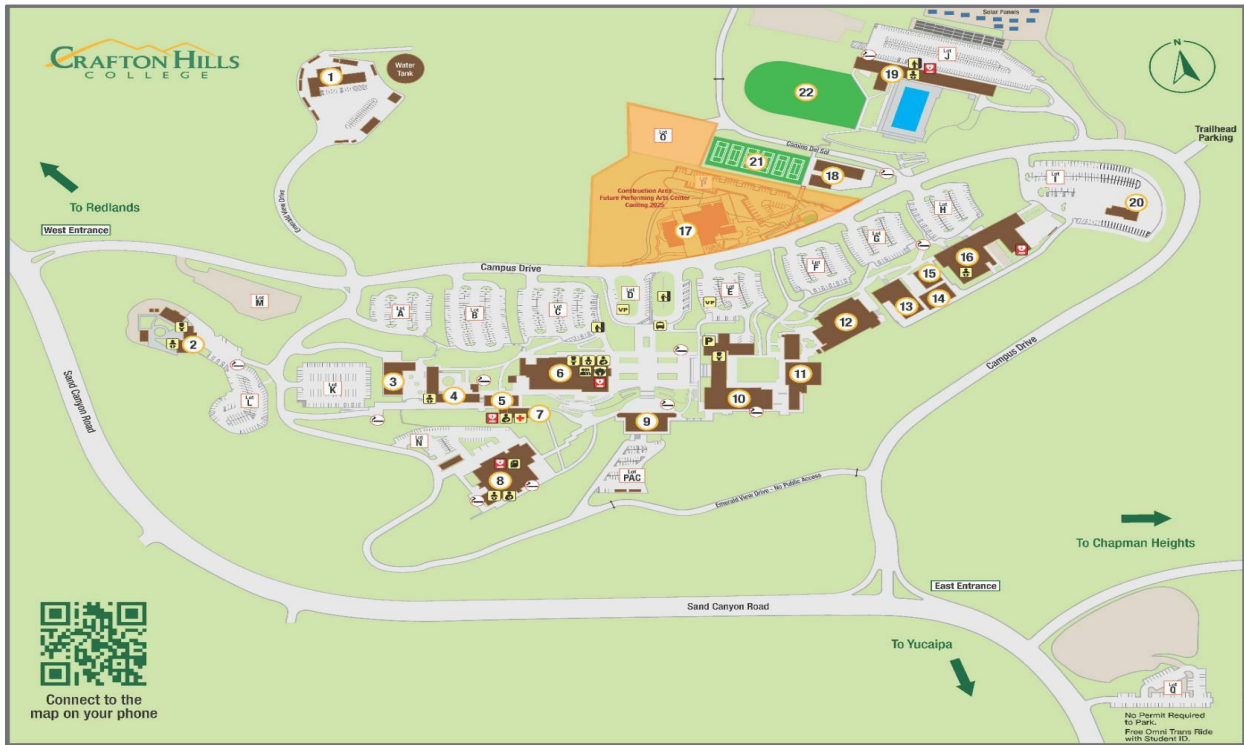 CRAFTON HILLS
COLLEGE
Solar Panels
N
Water
Tank
1
Lot
J
19
22
To Redlands
West Entrance
Emerald View Drive
Lot
O
Camino Del Sol
21
18
Trailhead
Parking
Construction Area
Future Performing Arts Center
Coming 2025
17
Lot
I
20
Lot
H
Lot
G
Lot
F
16
15
14
13
12
Campus Drive
Lot
M
Lot
A
Lot
B
Lot
C
Lot
D
VP
Lot
E
VP
P
2
Lot
L
Lot
K
3
4
5
6
7
Lot
N
8
9
Lot
PAC
10
11
Campus Drive
Sand Canyon Road
Emerald View Drive - No Public Access
To Chapman Heights
East Entrance
Sand Canyon Road
To Yucaipa
Connect to the
map on your phone
Lot
Q
No Permit Required
to Park.
Free Omni Trans Ride
with Student ID.